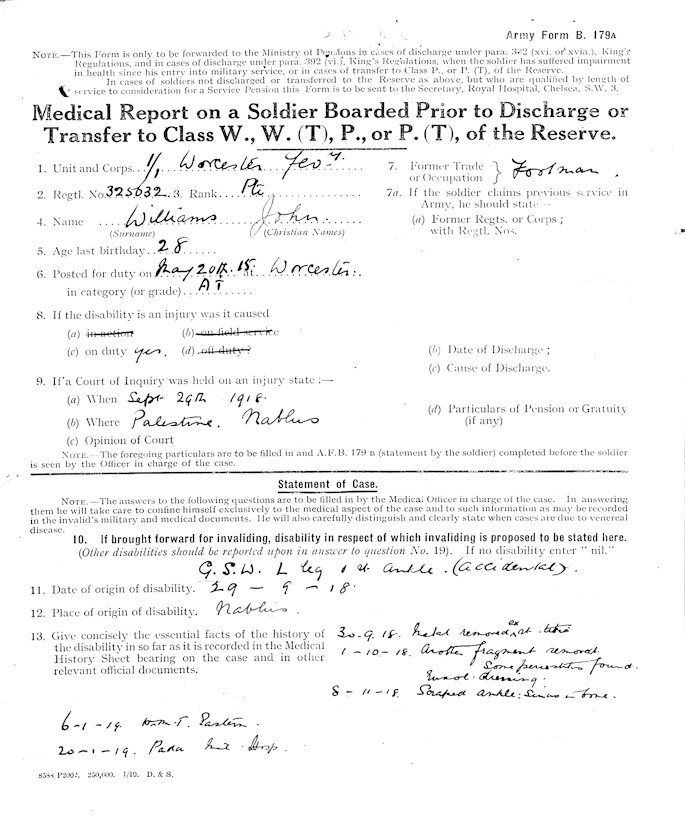 Army Form B. 179A
NOTE.—This Form is only to be forwarded to the Ministry of Pensions in cases of discharge under para. 392 (xvi. or xvia.), King's
Regulations, and in cases of discharge under para. 392 (vi.), King's Regulations, when the soldier has suffered impairment
in health since his entry into military service, or in cases of transfer to Class P., or P. (T), of the Reserve.
In cases of soldiers not discharged or transferred to the Reserve as above, but who are qualified by length of
service to consideration for a Service Pension this Form is to be sent to the Secretary, Royal Hospital, Chelsea, S.W. 3.
Medical Report on a Soldier Boarded Prior to Discharge or
Transfer to Class W., W. (T), P., or P. (T), of the Reserve.
1. Unit and Corps. 1/1 Worcester Yeoy.
2. Regtl. No. 325632 3. Rank Pte
4. Name Williams John
(Surname) (Christian Names)
5. Age last birthday 28
6. Posted for duty on May 20th 15 at Worcester
in category (or grade) A I
7. Former Trade or Occupation } Footman.
7a. If the soldier claims previous service in
Army, he should state—
(a) Former Regts. or Corps;
with Regtl. Nos.
8. If the disability is an injury was it caused
(a) in action (b) on field service
(c) on duty yes. (d) off duty?
(b) Date of Discharge;
(c) Cause of Discharge.
9. If a Court of Inquiry was held on an injury state:—
(a) When Sept 29th 1918.
(b) Where Palestine. Nablus
(c) Opinion of Court
(d) Particulars of Pension or Gratuity
(if any)
NOTE.—The foregoing particulars are to be filled in and A.F.B. 179 B (statement by the soldier) completed before the soldier
is seen by the Officer in charge of the case.
Statement of Case.
NOTE.—The answers to the following questions are to be filled in by the Medical Officer in charge of the case. In answering
them he will take care to confine himself exclusively to the medical aspect of the case and to such information as may be recorded
in the invalid's military and medical documents. He will also carefully distinguish and clearly state when cases are due to venereal
disease.
10. If brought forward for invaliding, disability in respect of which invaliding is proposed to be stated here.
(Other disabilities should be reported upon in answer to question No. 19). If no disability enter "nil."
G.S.W. L leg ankle. (accidental).
11. Date of origin of disability. 29 - 9 - 18.
12. Place of origin of disability. Nablus.
13. Give concisely the essential facts of the history of
the disability in so far as it is recorded in the Medical
History Sheet bearing on the case and in other
relevant official documents.
30.9.18. Metal removed
1-10-18. Another fragment removed.
Some periostitis found.
Eusol dressing.
8-11-18. Scraped ankle; Sinus in bone.
6-1-19.
20-1-19. Mil. Hosp.
8588/P2002. 250,000. 1/19. D. & S.